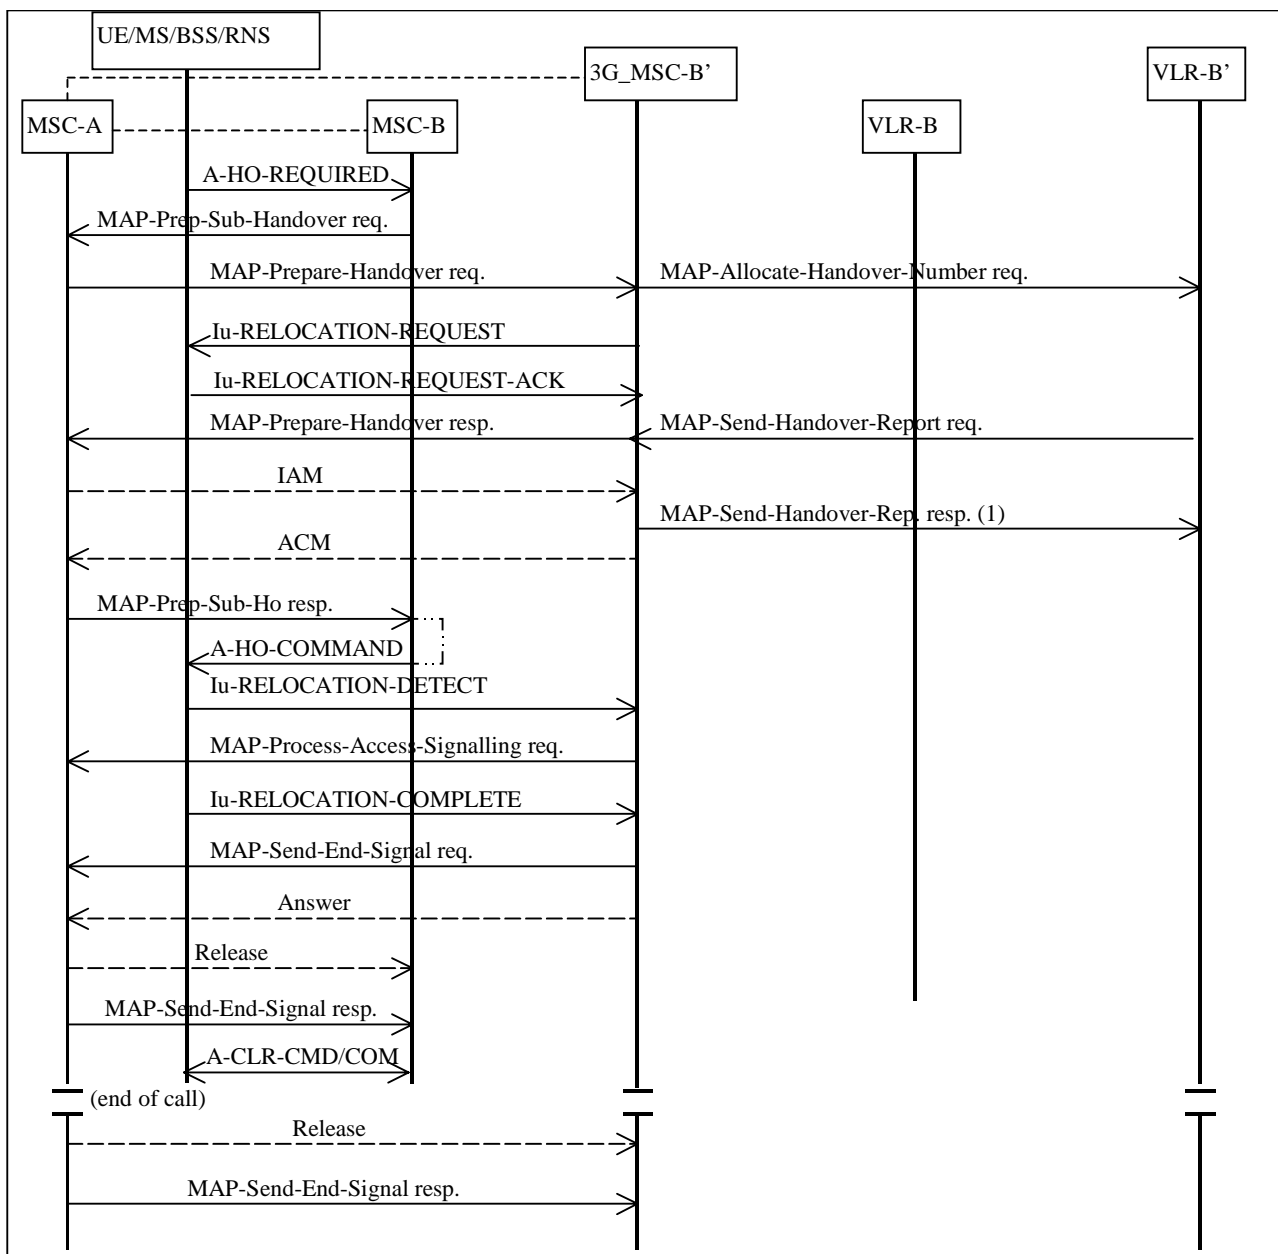 UE/MS/BSS/RNS
3G_MSC-B’
VLR-B’
MSC-A
MSC-B
VLR-B
A-HO-REQUIRED
MAP-Prep-Sub-Handover req.
MAP-Prepare-Handover req.
MAP-Allocate-Handover-Number req.
Iu-RELOCATION-REQUEST
Iu-RELOCATION-REQUEST-ACK
MAP-Prepare-Handover resp.
MAP-Send-Handover-Report req.
IAM
MAP-Send-Handover-Rep. resp. (1)
ACM
MAP-Prep-Sub-Ho resp.
A-HO-COMMAND
Iu-RELOCATION-DETECT
MAP-Process-Access-Signalling req.
Iu-RELOCATION-COMPLETE
MAP-Send-End-Signal req.
Answer
Release
MAP-Send-End-Signal resp.
A-CLR-CMD/COM
(end of call)
Release
MAP-Send-End-Signal resp.